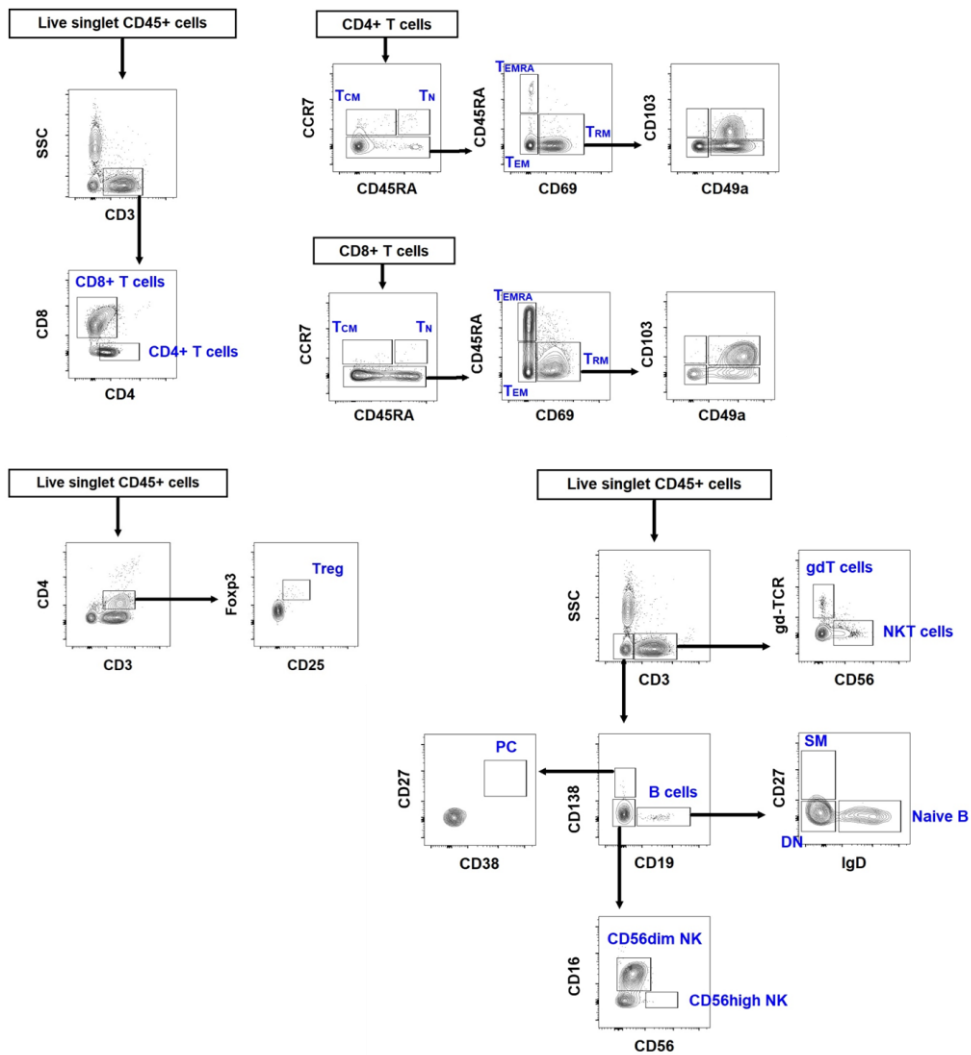 Live singlet CD45+ cells
SSC
CD3
CD8+ T cells
CD8
CD4+ T cells
CD4
CD4+ T cells
TCM
TN
CCR7
CD45RA
TEMRA
CD45RA
TRM
TEM
CD69
CD103
CD49a
CD8+ T cells
TCM
TN
CCR7
CD45RA
TEMRA
CD45RA
TRM
TEM
CD69
CD103
CD49a
Live singlet CD45+ cells
CD4
CD3
Treg
Foxp3
CD25
Live singlet CD45+ cells
SSC
CD3
gdT cells
gd-TCR
NKT cells
CD56
PC
CD27
CD38
CD138
B cells
CD19
SM
CD27
Naive B
DN
IgD
CD56dim NK
CD16
CD56high NK
CD56